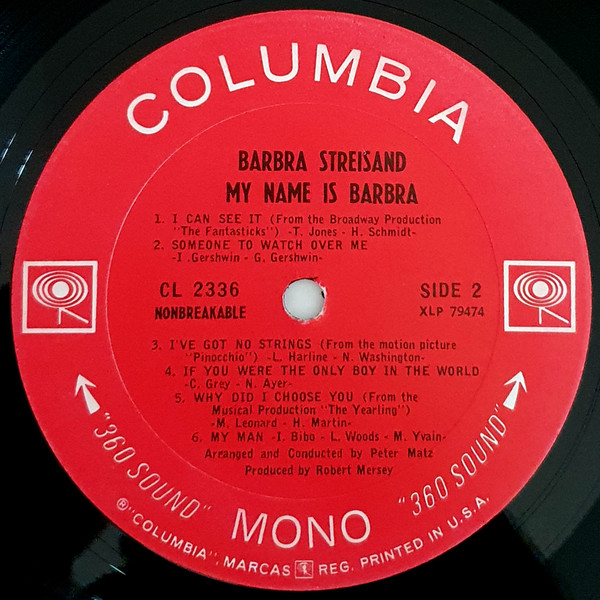 COLUMBIA
BARBRA STREISAND
MY NAME IS BARBRA
1. I CAN SEE IT (From the Broadway Production
"The Fantasticks") -T. Jones - H. Schmidt-
2. SOMEONE TO WATCH OVER ME
-I .Gershwin - G. Gershwin-
CL 2336
NONBREAKABLE
SIDE 2
XLP 79474
3. I'VE GOT NO STRINGS (From the motion picture
"Pinocchio") -L. Harline - N. Washington-
4. IF YOU WERE THE ONLY BOY IN THE WORLD
-C. Grey - N. Ayer-
5. WHY DID I CHOOSE YOU (From the
Musical Production "The Yearling")
-M. Leonard - H. Martin-
6. MY MAN -I. Bibo - L. Woods - M. Yvain-
Arranged and Conducted by Peter Matz
Produced by Robert Mersey
"360 SOUND"
MONO
"360 SOUND"
®"COLUMBIA", MARCAS REG. PRINTED IN U.S.A.